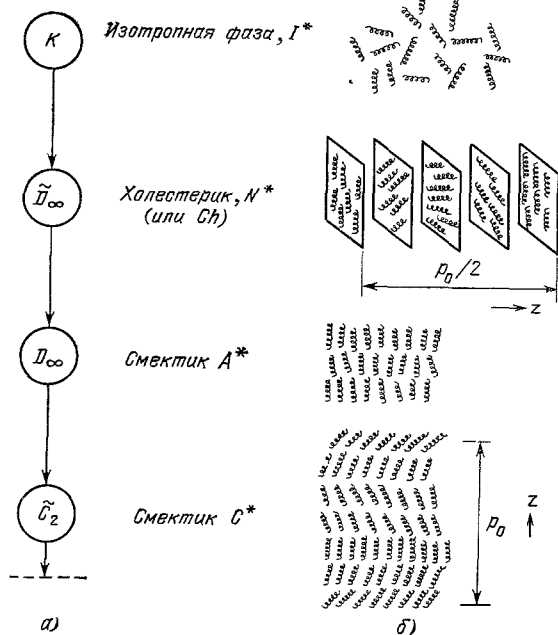 K
Изотропная фаза, I*
D̃∞
Холестерик, N*
(или Ch)
p₀/2
z
D∞
Смектик A*
C̃₂
Смектик C*
p₀
z
а)
б)